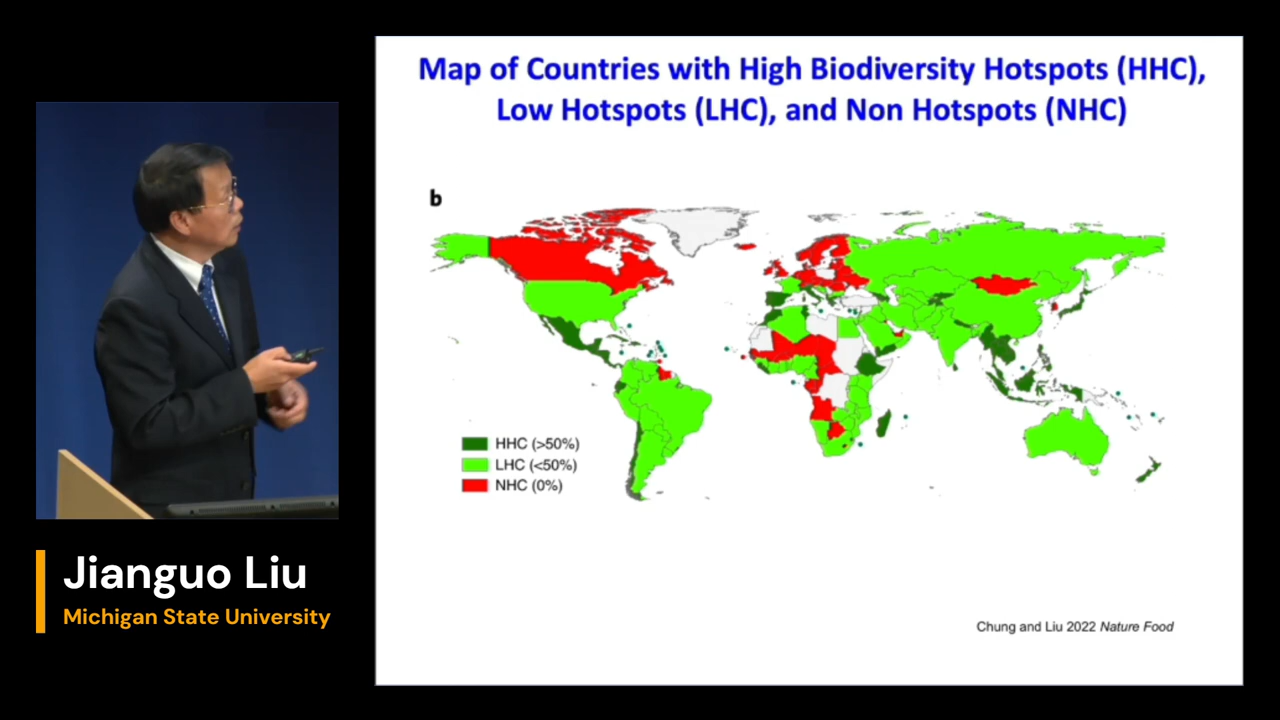 Map of Countries with High Biodiversity Hotspots (HHC),
Low Hotspots (LHC), and Non Hotspots (NHC)
b
HHC (>50%)
LHC (<50%)
NHC (0%)
Chung and Liu 2022 Nature Food
Jianguo Liu
Michigan State University